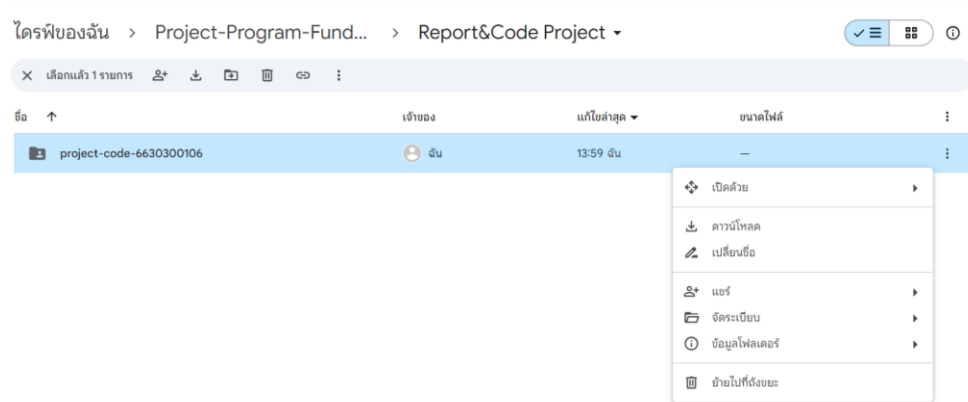 ไดรฟ์ของฉัน > Project-Program-Fund... > Report&Code Project
เลือกแล้ว 1 รายการ
ชื่อ เจ้าของ แก้ไขล่าสุด ขนาดไฟล์
project-code-6630300106 ฉัน 13:59 ฉัน —
เปิดด้วย
ดาวน์โหลด
เปลี่ยนชื่อ
แชร์
จัดระเบียบ
ข้อมูลโฟลเดอร์
ย้ายไปที่ถังขยะ